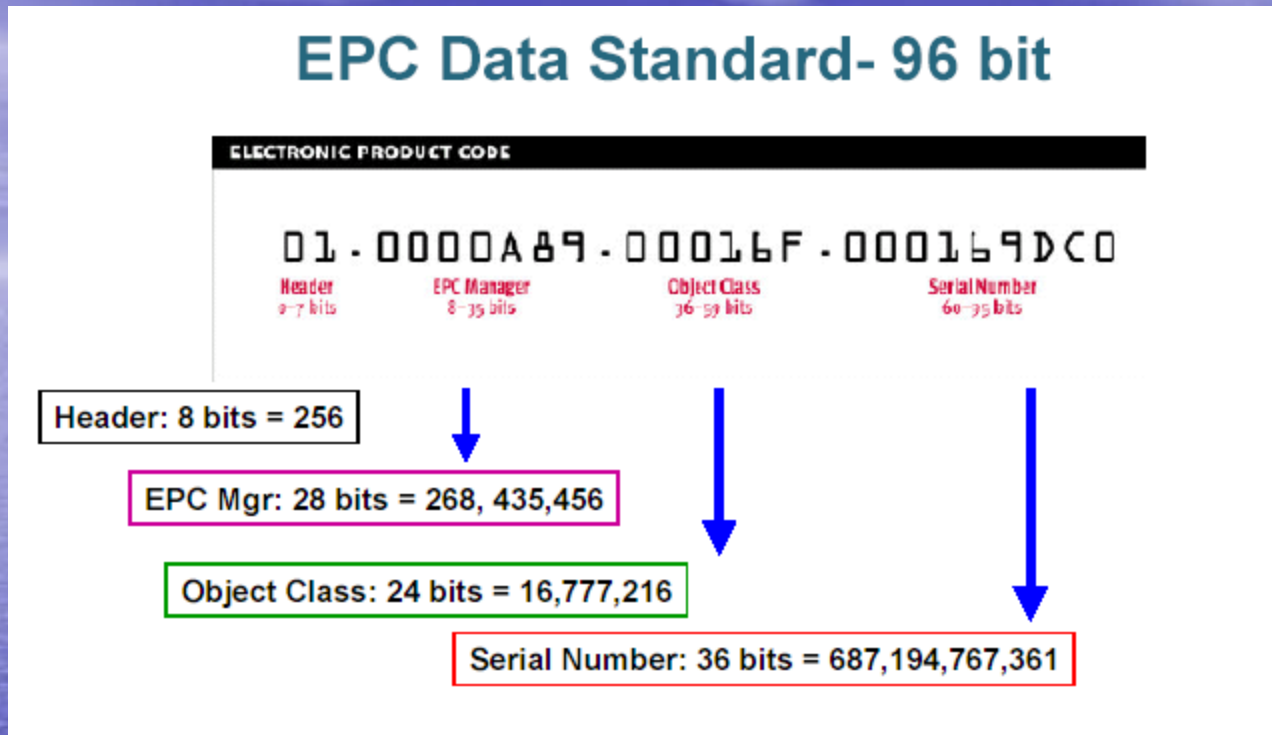 EPC Data Standard- 96 bit
ELECTRONIC PRODUCT CODE
01.0000A89.00016F.000169DC0
Header EPC Manager Object Class Serial Number
0-7 bits 8-35 bits 36-59 bits 60-95 bits
Header: 8 bits = 256
EPC Mgr: 28 bits = 268, 435,456
Object Class: 24 bits = 16,777,216
Serial Number: 36 bits = 687,194,767,361